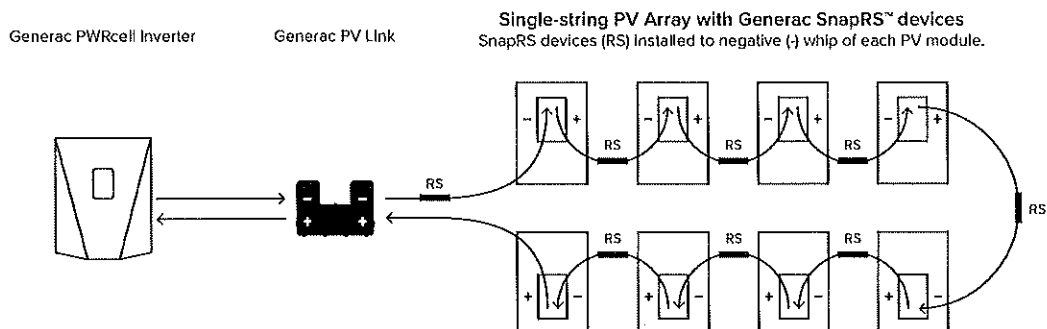 Single-string PV Array with Generac SnapRS™ devices
Generac PWRcell Inverter
Generac PV Link
SnapRS devices (RS) installed to negative (-) whip of each PV module.
- +
- +
- +
- +
RS
RS
RS
RS
RS
- -
+ +
RS
RS
RS
+ -
+ -
+ -
+ -